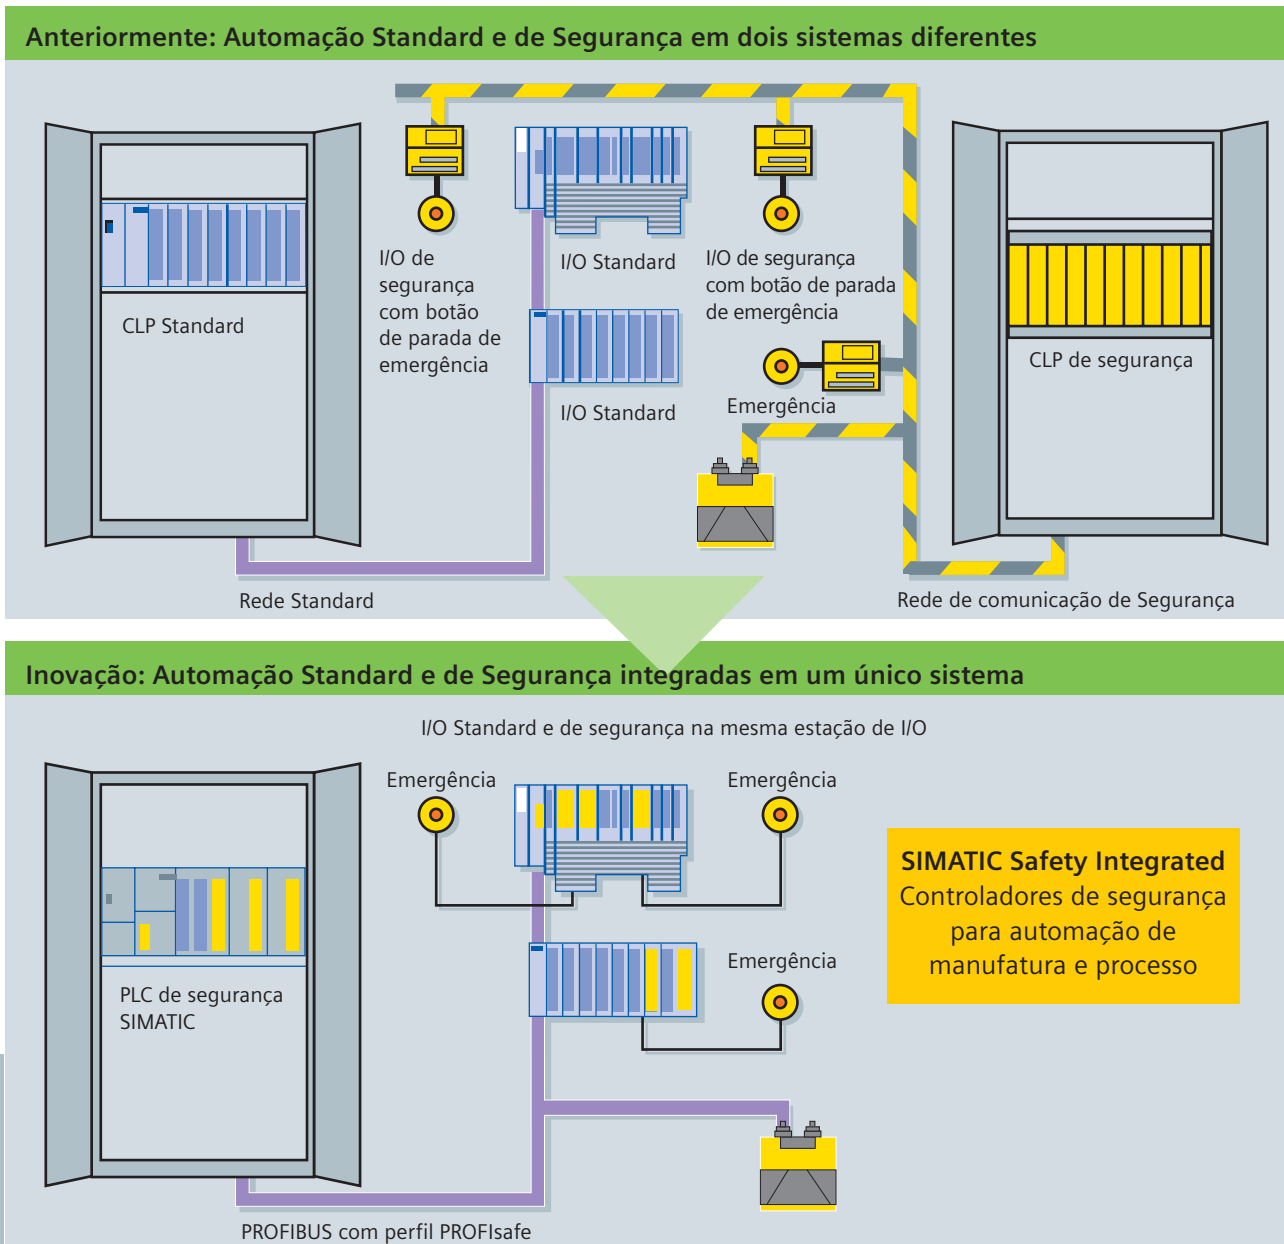 Anteriormente: Automação Standard e de Segurança em dois sistemas diferentes
CLP Standard
I/O de
segurança
com botão
de parada de
emergência
I/O Standard
I/O Standard
I/O de segurança
com botão de parada
de emergência
Emergência
CLP de segurança
Rede Standard
Rede de comunicação de Segurança
Inovação: Automação Standard e de Segurança integradas em um único sistema
I/O Standard e de segurança na mesma estação de I/O
Emergência
Emergência
PLC de segurança
SIMATIC
Emergência
SIMATIC Safety Integrated
Controladores de segurança
para automação de
manufatura e processo
PROFIBUS com perfil PROFIsafe